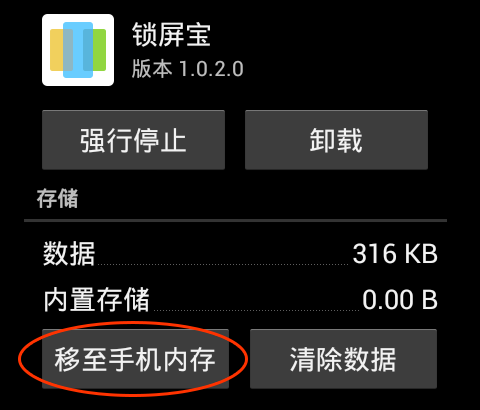 锁屏宝
版本 1.0.2.0
强行停止 卸载
存储
数据 316 KB
内置存储 0.00 B
移至手机内存 清除数据